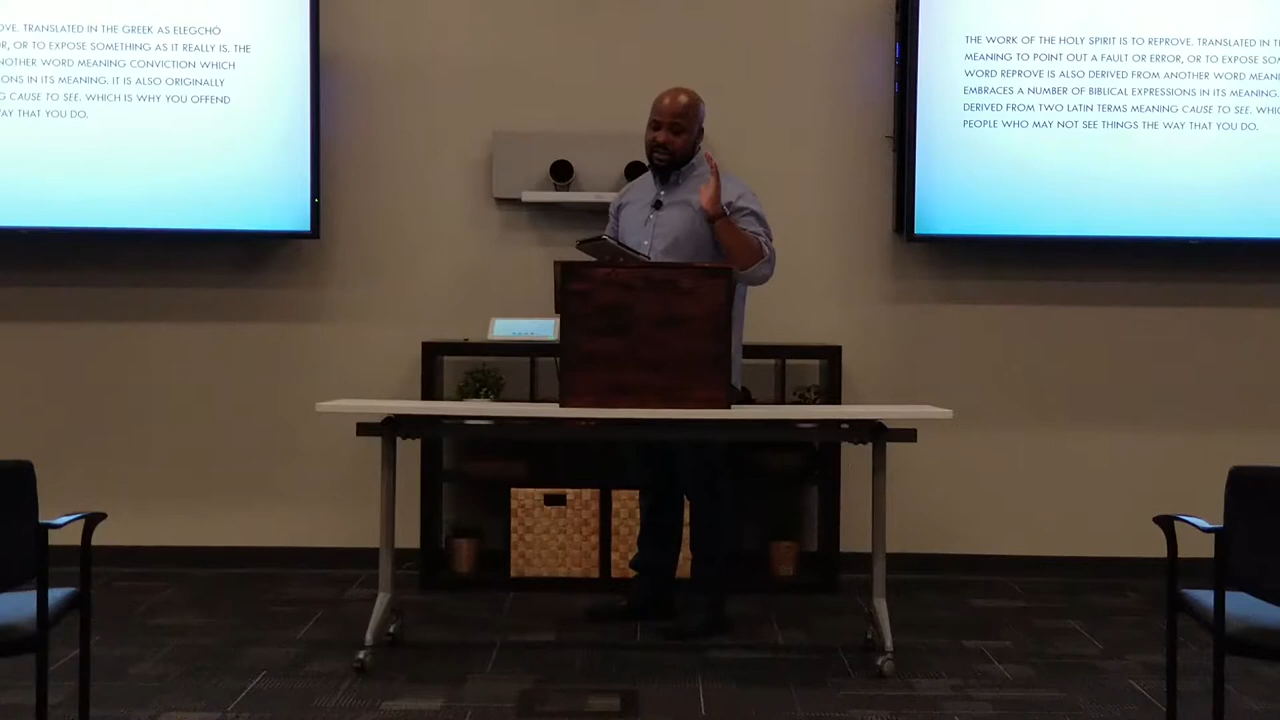 OVE. TRANSLATED IN THE GREEK AS ELEGCHÓ
R, OR TO EXPOSE SOMETHING AS IT REALLY IS. THE
NOTHER WORD MEANING CONVICTION WHICH
ONS IN ITS MEANING. IT IS ALSO ORIGINALLY
G CAUSE TO SEE. WHICH IS WHY YOU OFFEND
AY THAT YOU DO.
THE WORK OF THE HOLY SPIRIT IS TO REPROVE. TRANSLATED IN T
MEANING TO POINT OUT A FAULT OR ERROR, OR TO EXPOSE SOM
WORD REPROVE IS ALSO DERIVED FROM ANOTHER WORD MEANI
EMBRACES A NUMBER OF BIBLICAL EXPRESSIONS IN ITS MEANING.
DERIVED FROM TWO LATIN TERMS MEANING CAUSE TO SEE. WHIC
PEOPLE WHO MAY NOT SEE THINGS THE WAY THAT YOU DO.